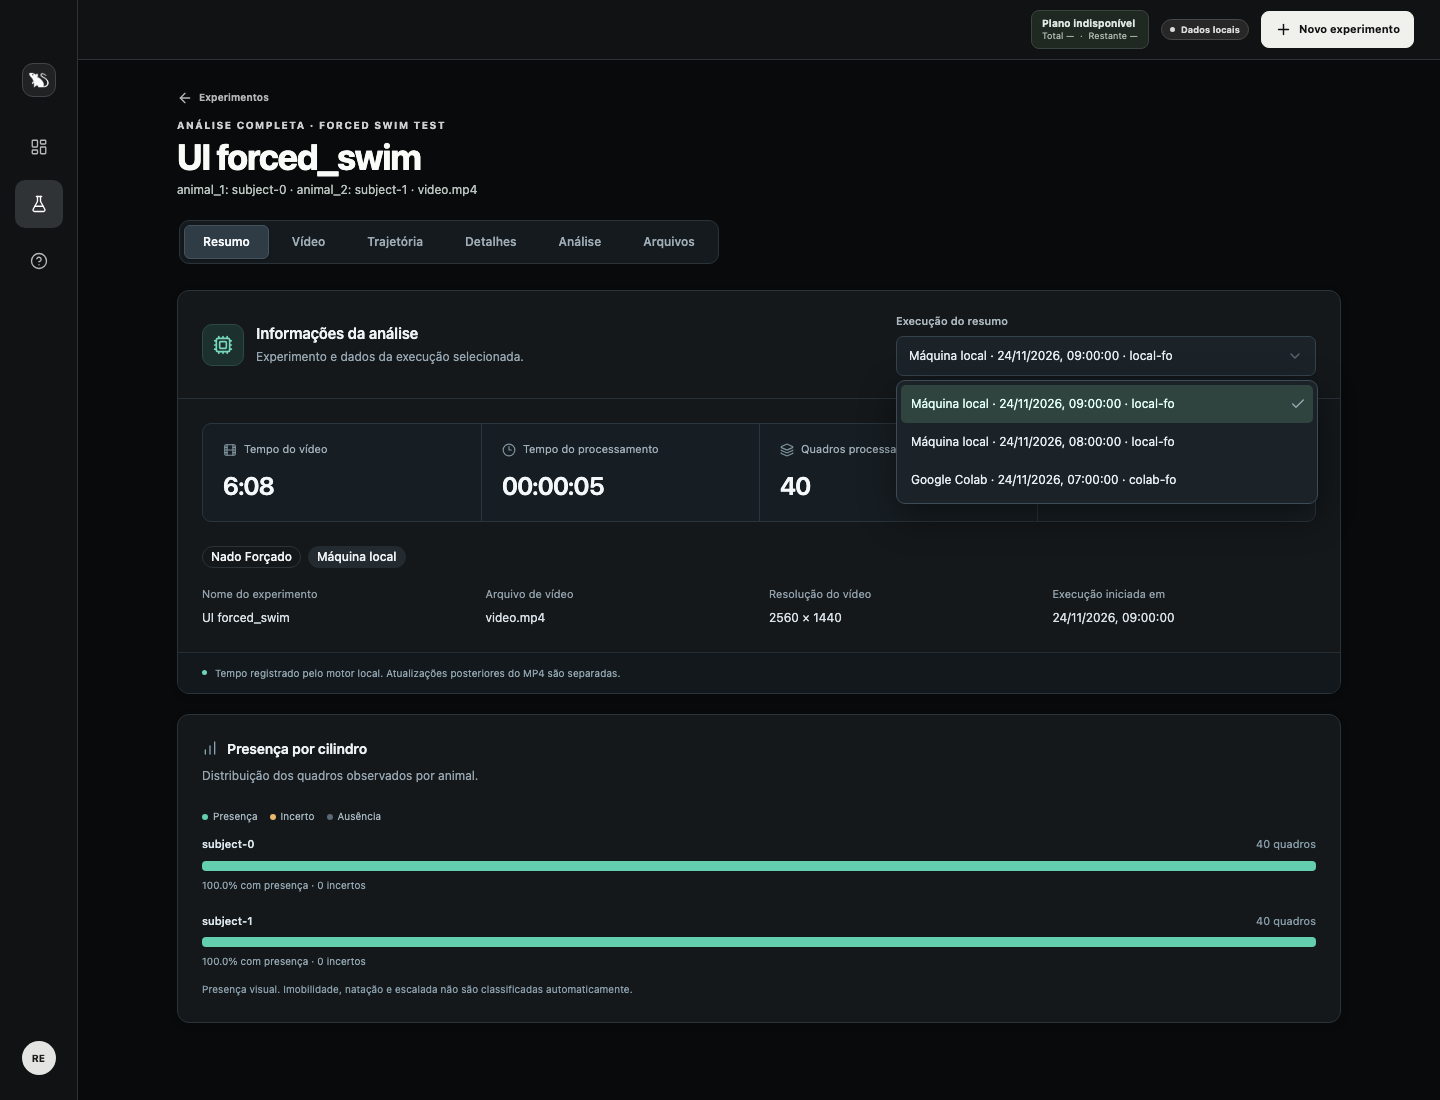 Plano indisponível
Total — · Restante —
Dados locais
Novo experimento
Experimentos
ANÁLISE COMPLETA · FORCED SWIM TEST
UI forced_swim
animal_1: subject-0 · animal_2: subject-1 · video.mp4
Resumo
Vídeo
Trajetória
Detalhes
Análise
Arquivos
Informações da análise
Experimento e dados da execução selecionada.
Execução do resumo
Máquina local · 24/11/2026, 09:00:00 · local-fo
Máquina local · 24/11/2026, 09:00:00 · local-fo
Máquina local · 24/11/2026, 08:00:00 · local-fo
Google Colab · 24/11/2026, 07:00:00 · colab-fo
Tempo do vídeo
6:08
Tempo do processamento
00:00:05
Quadros processa
40
Nado Forçado
Máquina local
Nome do experimento
UI forced_swim
Arquivo de vídeo
video.mp4
Resolução do vídeo
2560 × 1440
Execução iniciada em
24/11/2026, 09:00:00
Tempo registrado pelo motor local. Atualizações posteriores do MP4 são separadas.
Presença por cilindro
Distribuição dos quadros observados por animal.
Presença
Incerto
Ausência
subject-0
40 quadros
100.0% com presença · 0 incertos
subject-1
40 quadros
100.0% com presença · 0 incertos
Presença visual. Imobilidade, natação e escalada não são classificadas automaticamente.
RE